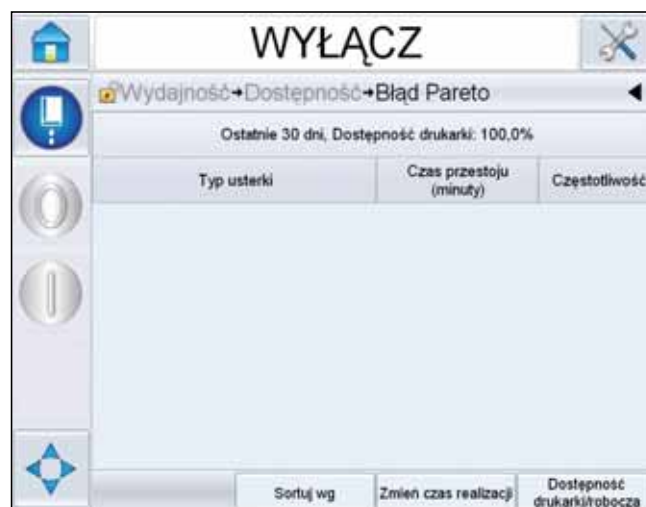 WYŁĄCZ
Wydajność→Dostępność→Błąd Pareto
Ostatnie 30 dni, Dostępność drukarki: 100,0%
Typ usterki
Czas przestoju
(minuty)
Częstotliwość
Sortuj wg
Zmień czas realizacji
Dostępność
drukarki/robocza